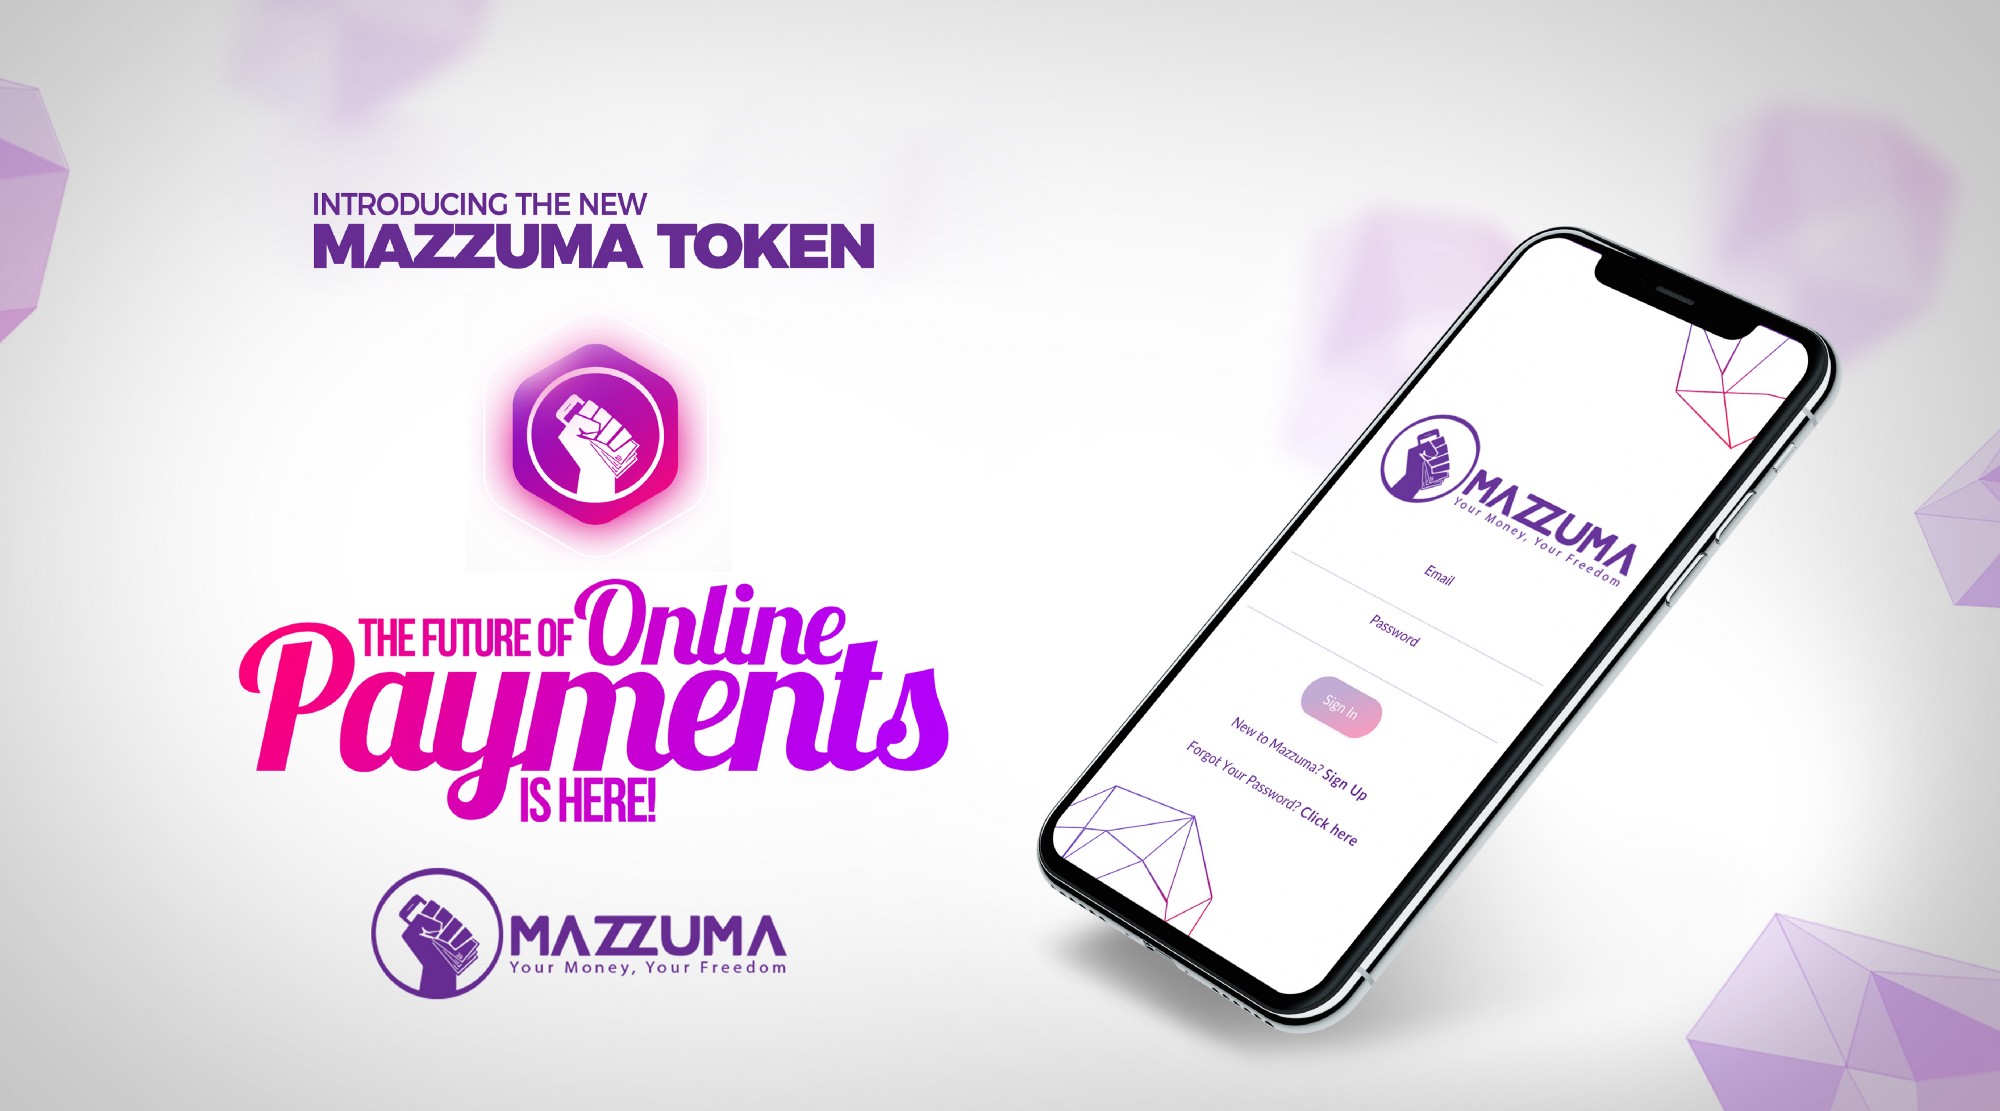 INTRODUCING THE NEW
MAZZUMA TOKEN
THE FUTURE OF Online
Payments
IS HERE!
MAZZUMA
Your Money, Your Freedom
MAZZUMA
Your Money, Your Freedom
Email
Password
Sign In
New to Mazzuma? Sign Up
Forgot Your Password? Click here